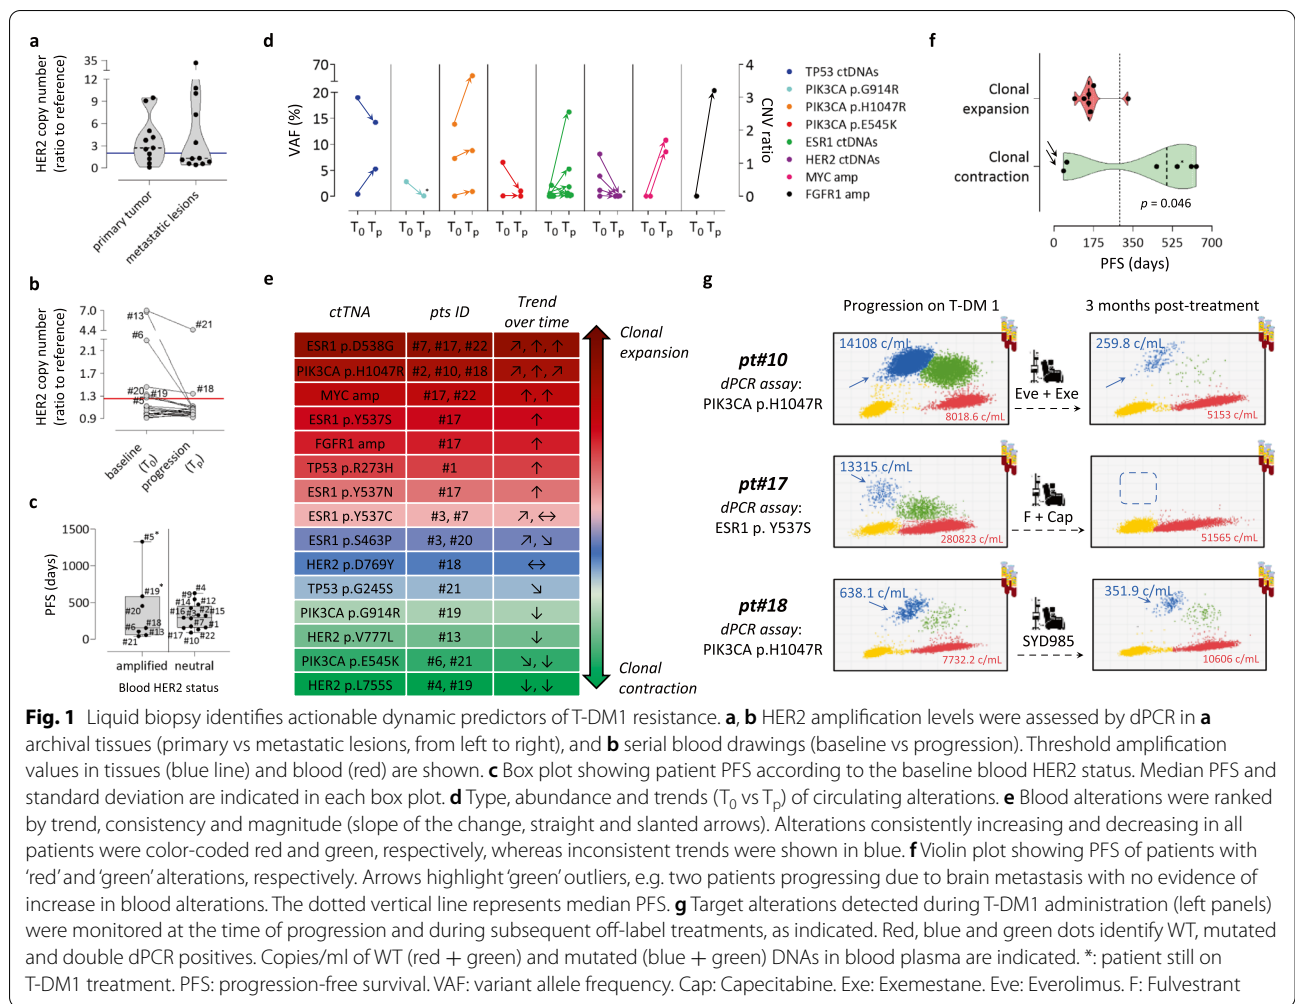 a
HER2 copy number
(ratio to reference)
35
12
9
6
3
0
primary tumor
metastatic lesions
b
HER2 copy number
(ratio to reference)
7.0
4.4
2.1
1.7
1.3
0.9
#13
#6
#20
#19
#5
#21
#18
baseline
(T0)
progression
(Tp)
c
PFS (days)
1500
1000
500
0
#5*
#19*
#20
#6
#18
#13
#21
#4
#9
#14
#12
#16
#3
#2
#15
#7
#1
#17
#22
#10
amplified
neutral
Blood HER2 status
d
VAF (%)
70
20
15
10
5
0
*
*
4
3
2
1
0
CNV ratio
T0 Tp T0 Tp T0 Tp T0 Tp T0 Tp T0 Tp T0 Tp T0 Tp
TP53 ctDNAs
PIK3CA p.G914R
PIK3CA p.H1047R
PIK3CA p.E545K
ESR1 ctDNAs
HER2 ctDNAs
MYC amp
FGFR1 amp
e
ctTNA pts ID Trend over time
ESR1 p.D538G #7, #17, #22 ↗, ↑, ↑
PIK3CA p.H1047R #2, #10, #18 ↗, ↑, ↗
MYC amp #17, #22 ↑, ↑
ESR1 p.Y537S #17 ↑
FGFR1 amp #17 ↑
TP53 p.R273H #1 ↑
ESR1 p.Y537N #17 ↑
ESR1 p.Y537C #3, #7 ↗, ↔
ESR1 p.S463P #3, #20 ↗, ↘
HER2 p.D769Y #18 ↔
TP53 p.G245S #21 ↘
PIK3CA p.G914R #19 ↓
HER2 p.V777L #13 ↓
PIK3CA p.E545K #6, #21 ↘, ↓
HER2 p.L755S #4, #19 ↓, ↓
Clonal
expansion
Clonal
contraction
f
Clonal
expansion
Clonal
contraction
*
p = 0.046
0 175 350 525 700
PFS (days)
g
Progression on T-DM 1
3 months post-treatment
pt#10
dPCR assay:
PIK3CA p.H1047R
14108 c/mL
8018.6 c/mL
Eve + Exe
259.8 c/mL
5153 c/mL
pt#17
dPCR assay:
ESR1 p. Y537S
13315 c/mL
280823 c/mL
F + Cap
51565 c/mL
pt#18
dPCR assay:
PIK3CA p.H1047R
638.1 c/mL
7732.2 c/mL
SYD985
351.9 c/mL
10606 c/mL
Fig. 1 Liquid biopsy identifies actionable dynamic predictors of T-DM1 resistance. a, b HER2 amplification levels were assessed by dPCR in a
archival tissues (primary vs metastatic lesions, from left to right), and b serial blood drawings (baseline vs progression). Threshold amplification
values in tissues (blue line) and blood (red) are shown. c Box plot showing patient PFS according to the baseline blood HER2 status. Median PFS and
standard deviation are indicated in each box plot. d Type, abundance and trends (T0 vs Tp) of circulating alterations. e Blood alterations were ranked
by trend, consistency and magnitude (slope of the change, straight and slanted arrows). Alterations consistently increasing and decreasing in all
patients were color-coded red and green, respectively, whereas inconsistent trends were shown in blue. f Violin plot showing PFS of patients with
‘red’ and ‘green’ alterations, respectively. Arrows highlight ‘green’ outliers, e.g. two patients progressing due to brain metastasis with no evidence of
increase in blood alterations. The dotted vertical line represents median PFS. g Target alterations detected during T-DM1 administration (left panels)
were monitored at the time of progression and during subsequent off-label treatments, as indicated. Red, blue and green dots identify WT, mutated
and double dPCR positives. Copies/ml of WT (red + green) and mutated (blue + green) DNAs in blood plasma are indicated. *: patient still on
T-DM1 treatment. PFS: progression-free survival. VAF: variant allele frequency. Cap: Capecitabine. Exe: Exemestane. Eve: Everolimus. F: Fulvestrant